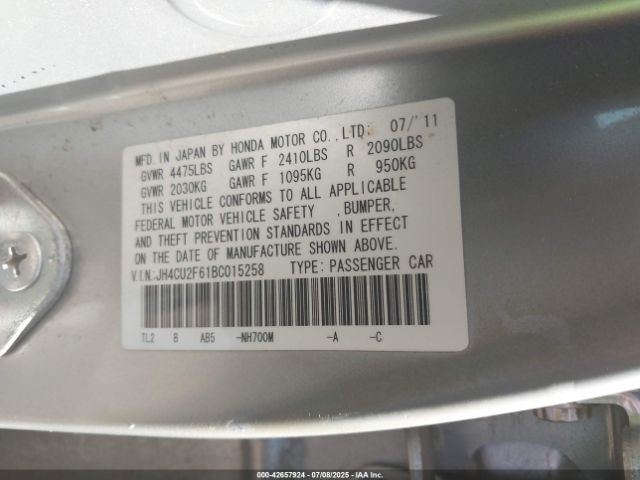 MFD. IN JAPAN BY HONDA MOTOR CO.,LTD. 07/'11
GVWR 4475LBS GAWR F 2410LBS R 2090LBS
GVWR 2030KG GAWR F 1095KG R 950KG
THIS VEHICLE CONFORMS TO ALL APPLICABLE
FEDERAL MOTOR VEHICLE SAFETY ,BUMPER,
AND THEFT PREVENTION STANDARDS IN EFFECT
ON THE DATE OF MANUFACTURE SHOWN ABOVE.
V.I.N:JH4CU2F61BC015258 TYPE: PASSENGER CAR
TL2 B AB5 -NH700M -A -C
000-42657924 | 07/08/2025 | IAA Inc.